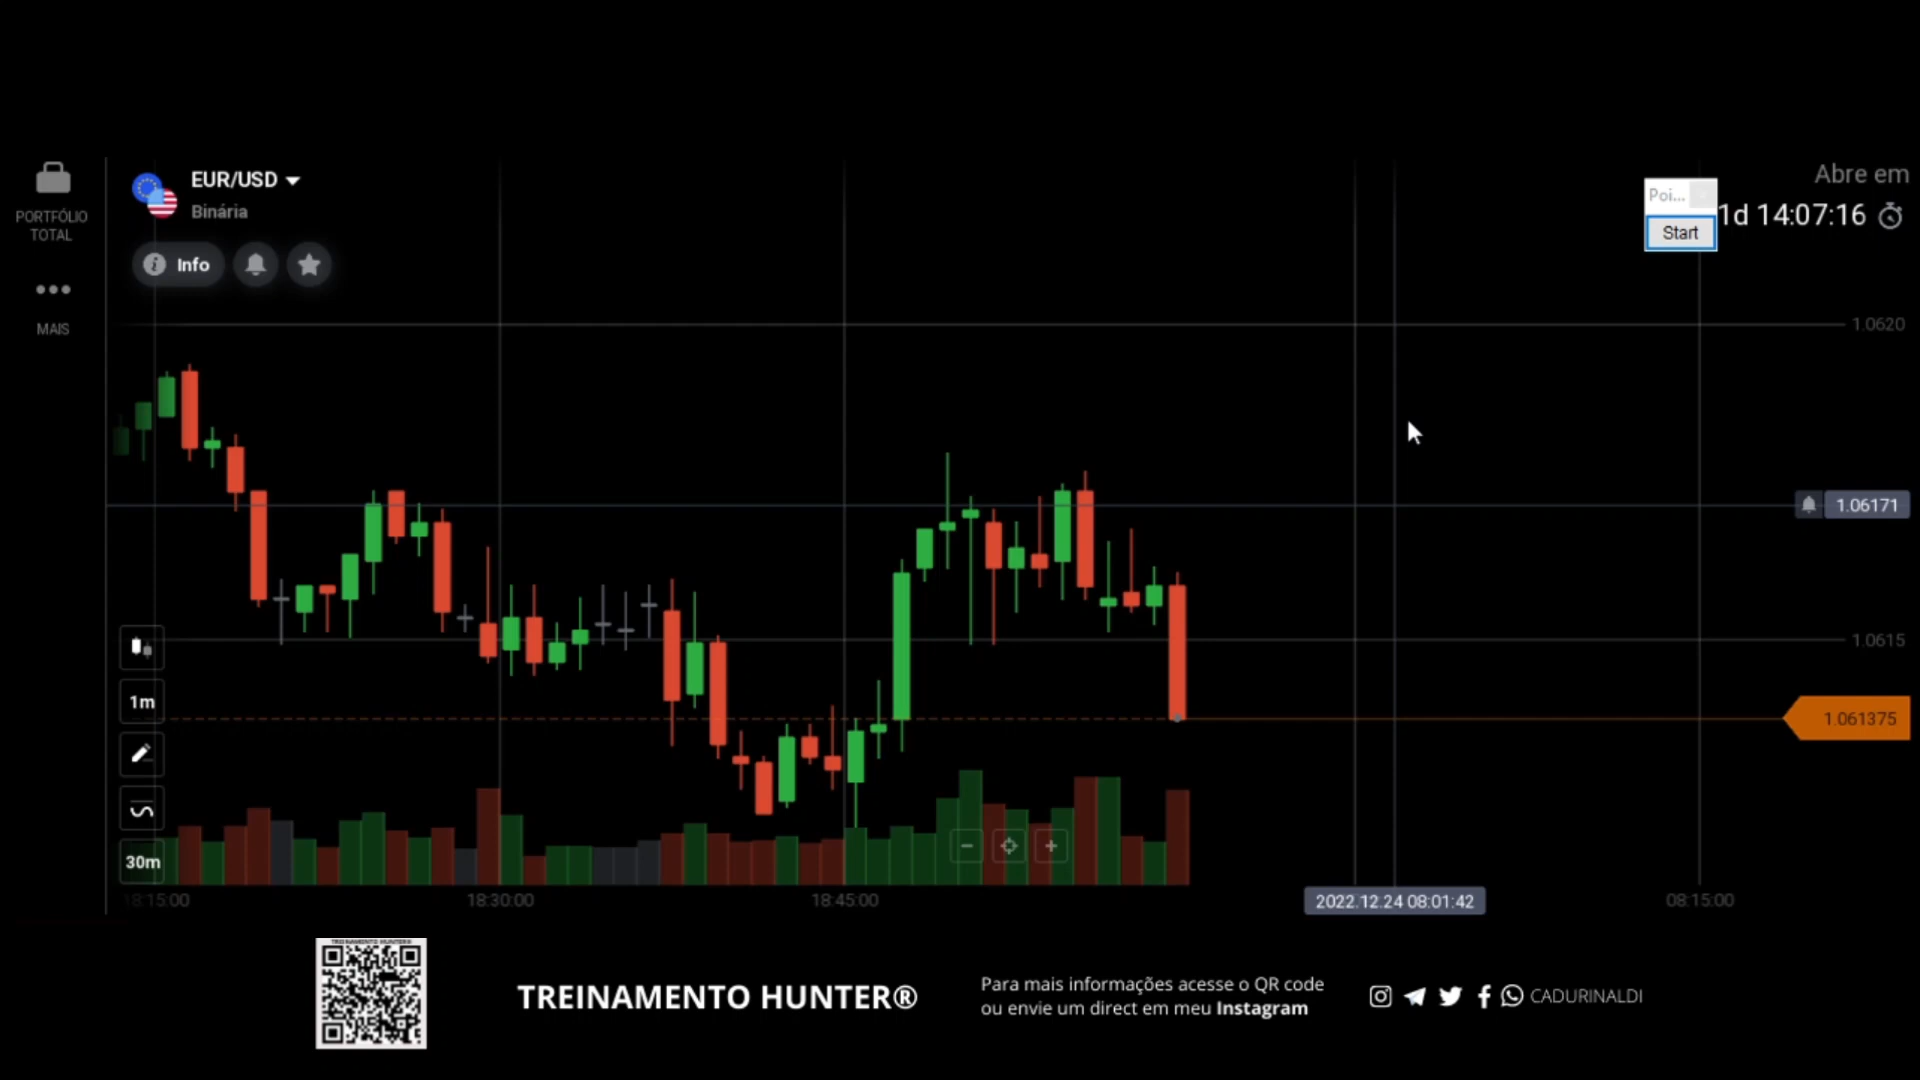 PORTFÓLIO
TOTAL
MAIS
EUR/USD
Binária
Info
Poi...
Start
Abre em
1d 14:07:16
1.0620
1.06171
1.0615
1.061375
1m
30m
18:15:00
18:30:00
18:45:00
2022.12.24 08:01:42
08:15:00
TREINAMENTO HUNTER®
TREINAMENTO HUNTER®
Para mais informações acesse o QR code
ou envie um direct em meu Instagram
CADURINALDI